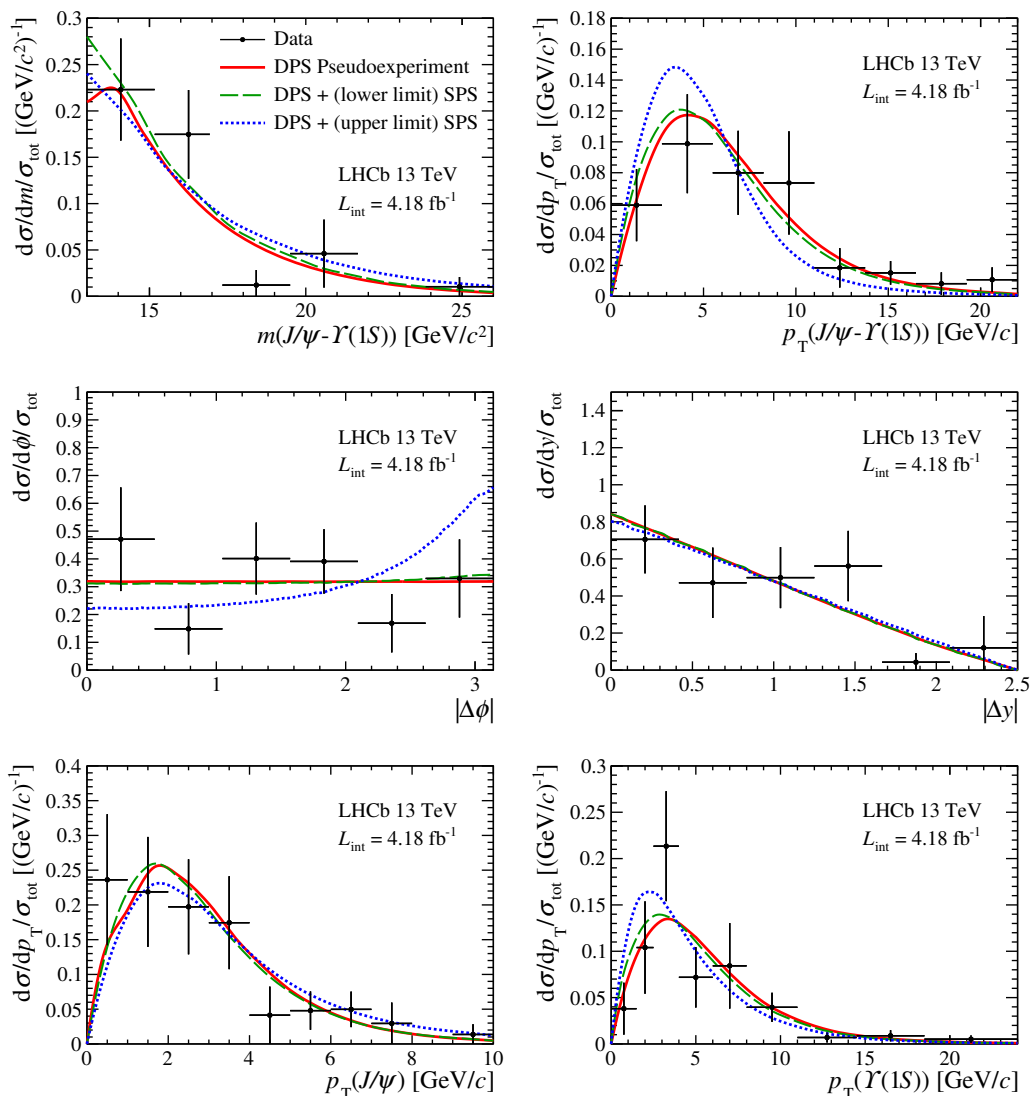 dσ/dm/σ_tot [(GeV/c²)⁻¹]
0.3
0.25
0.2
0.15
0.1
0.05
0
Data
DPS Pseudoexperiment
DPS + (lower limit) SPS
DPS + (upper limit) SPS
LHCb 13 TeV
L_int = 4.18 fb⁻¹
15 20 25
m(J/ψ-ϒ(1S)) [GeV/c²]
dσ/dp_T/σ_tot [(GeV/c)⁻¹]
0.2
0.18
0.16
0.14
0.12
0.1
0.08
0.06
0.04
0.02
0
LHCb 13 TeV
L_int = 4.18 fb⁻¹
0 5 10 15 20
p_T(J/ψ-ϒ(1S)) [GeV/c]
dσ/dϕ/σ_tot
1
0.9
0.8
0.7
0.6
0.5
0.4
0.3
0.2
0.1
0
LHCb 13 TeV
L_int = 4.18 fb⁻¹
0 1 2 3
|Δϕ|
dσ/dy/σ_tot
1.4
1.2
1
0.8
0.6
0.4
0.2
0
LHCb 13 TeV
L_int = 4.18 fb⁻¹
0 0.5 1 1.5 2 2.5
|Δy|
dσ/dp_T/σ_tot [(GeV/c)⁻¹]
0.4
0.35
0.3
0.25
0.2
0.15
0.1
0.05
0
LHCb 13 TeV
L_int = 4.18 fb⁻¹
0 2 4 6 8 10
p_T(J/ψ) [GeV/c]
dσ/dp_T/σ_tot [(GeV/c)⁻¹]
0.3
0.25
0.2
0.15
0.1
0.05
0
LHCb 13 TeV
L_int = 4.18 fb⁻¹
0 5 10 15 20
p_T(ϒ(1S)) [GeV/c]